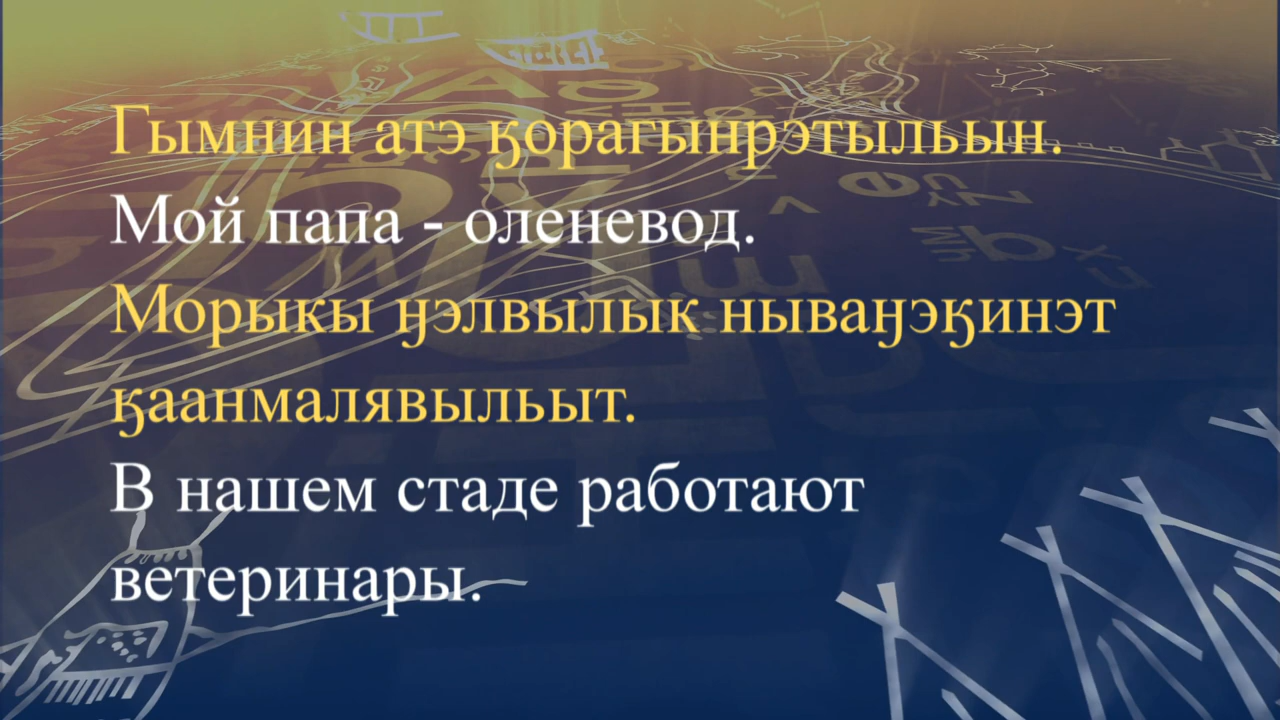 Гымнин атэ ӄорагынрэтыльын.
Мой папа - оленевод.
Морыкы ӈэлвылык нываӈэӄинэт
ӄаанмалявыльыт.
В нашем стаде работают
ветеринары.